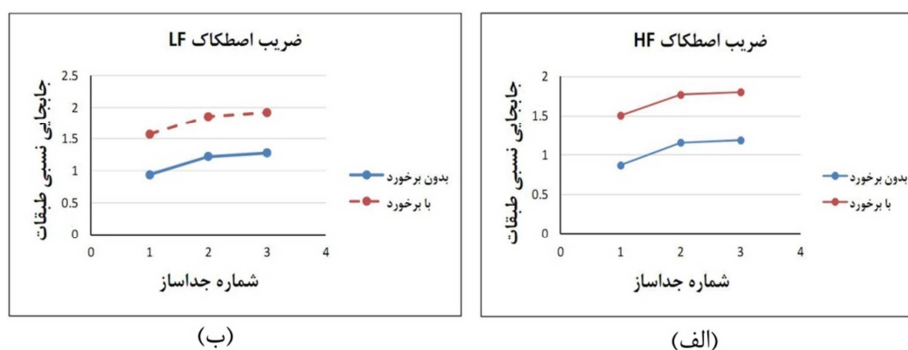 ضریب اصطکاک HF
جابجایی نسبی طبقات
2
1.5
1
0.5
0
0 1 2 3 4
شماره جداساز
بدون برخورد
با برخورد
(الف)
ضریب اصطکاک LF
جابجایی نسبی طبقات
2.5
2
1.5
1
0.5
0
0 1 2 3 4
شماره جداساز
بدون برخورد
با برخورد
(ب)